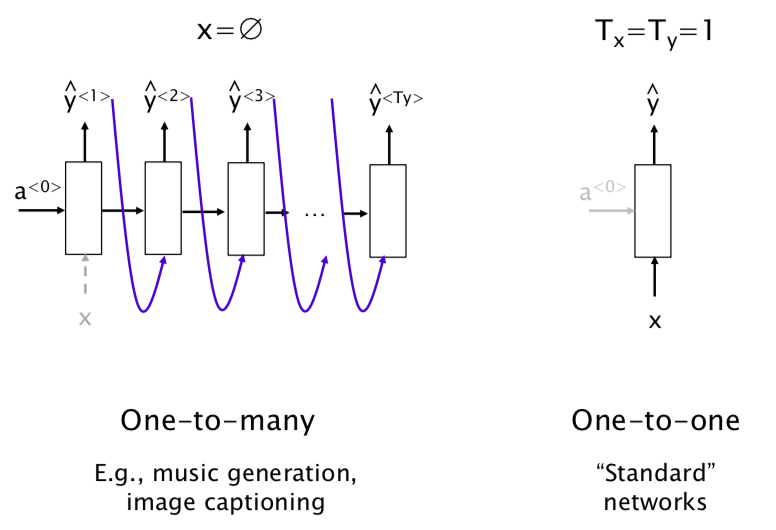 x=∅
ŷ<1> ŷ<2> ŷ<3> ŷ<Ty>
a<0>
...
x
One-to-many
E.g., music generation,
image captioning
Tx=Ty=1
ŷ
a<0>
x
One-to-one
“Standard”
networks